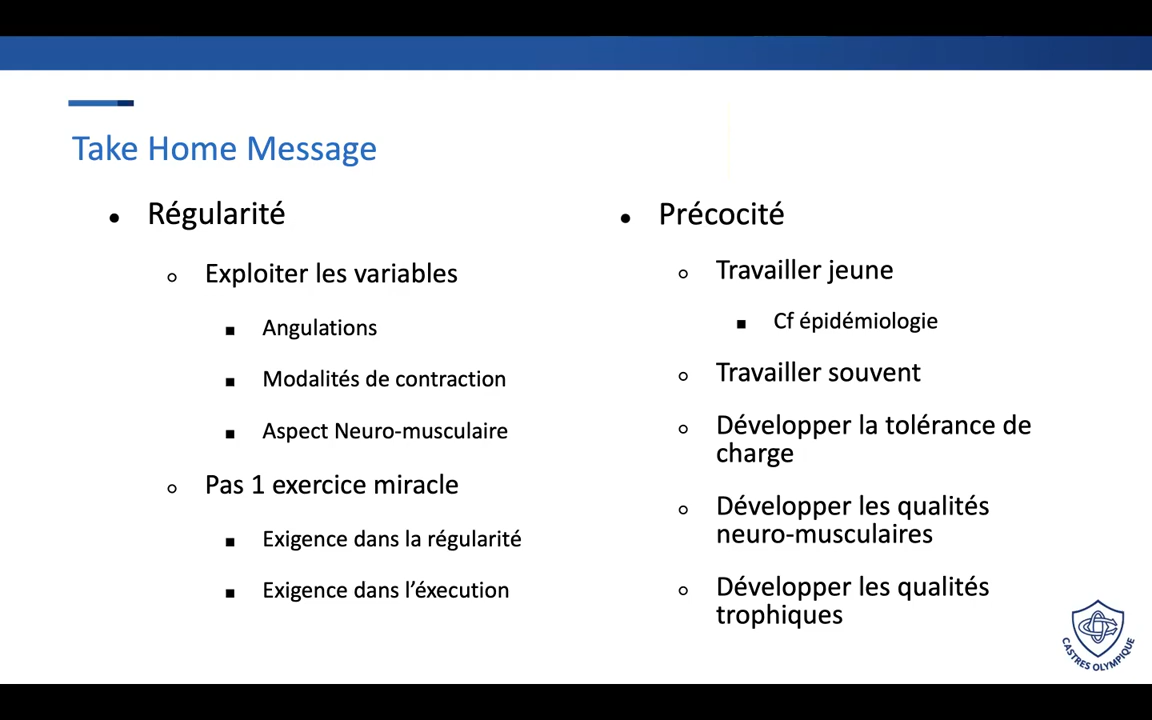 Take Home Message
● Régularité
○ Exploiter les variables
■ Angulations
■ Modalités de contraction
■ Aspect Neuro-musculaire
○ Pas 1 exercice miracle
■ Exigence dans la régularité
■ Exigence dans l’éxecution
● Précocité
○ Travailler jeune
■ Cf épidémiologie
○ Travailler souvent
○ Développer la tolérance de
charge
○ Développer les qualités
neuro-musculaires
○ Développer les qualités
trophiques
CASTRES OLYMPIQUE